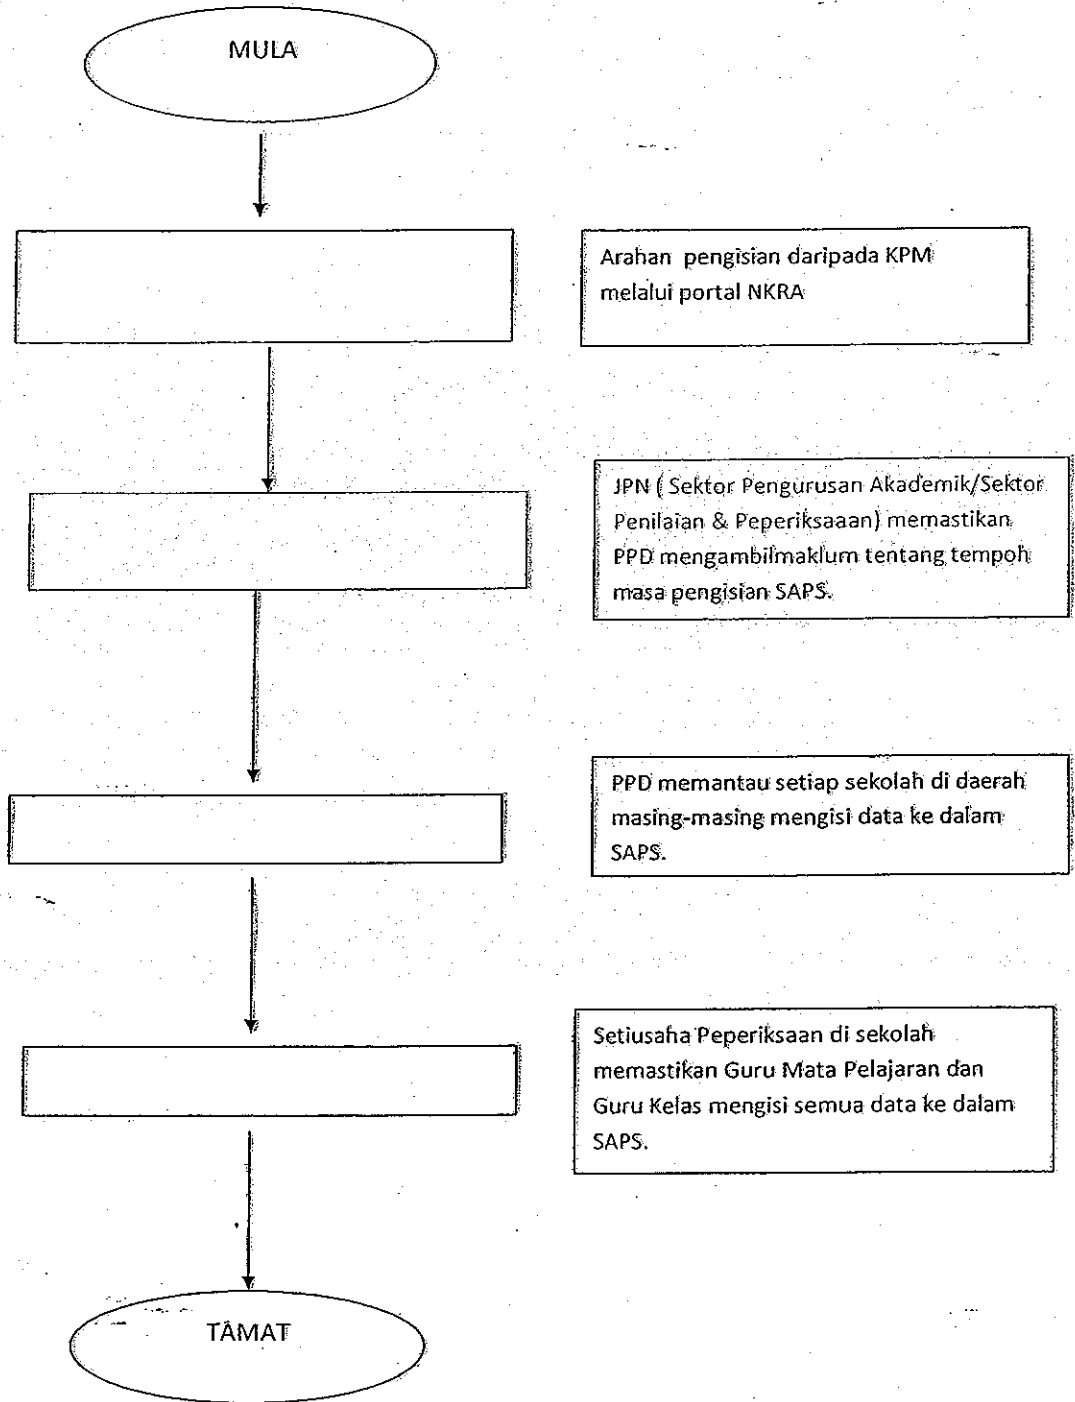 MULA
Arahan pengisian daripada KPM
melalui portal NKRA
JPN ( Sektor Pengurusan Akademik/Sektor
Penilaian & Peperiksaaan) memastikan
PPD mengambilmaklum tentang tempoh
masa pengisian SAPS.
PPD memantau setiap sekolah di daerah
masing-masing mengisi data ke dalam
SAPS.
Setiusaha Peperiksaan di sekolah
memastikan Guru Mata Pelajaran dan
Guru Kelas mengisi semua data ke dalam
SAPS.
TAMAT